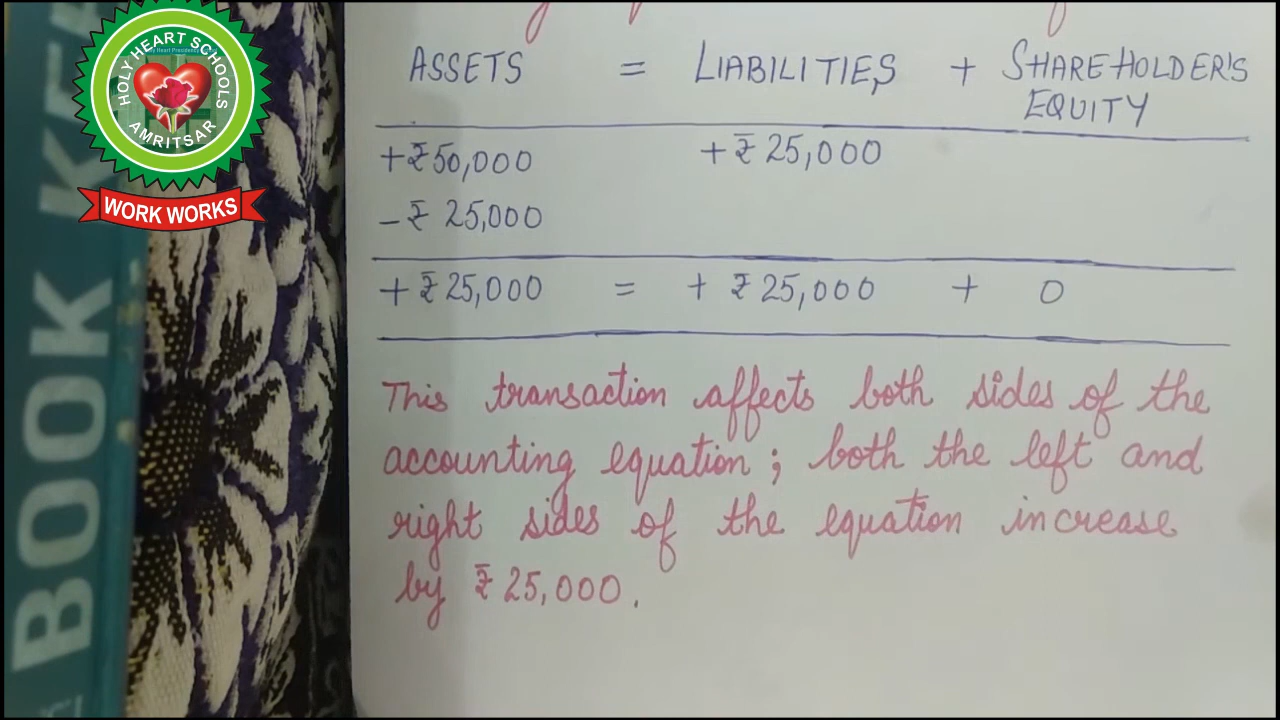 HOLY HEART SCHOOLS
AMRITSAR
WORK WORKS
BOOK KEE
ASSETS = LIABILITIES + SHAREHOLDER'S
EQUITY
+₹50,000 +₹25,000
-₹ 25,000
+₹25,000 = + ₹25,000 + 0
This transaction affects both sides of the
accounting equation; both the left and
right sides of the equation increase
by ₹25,000.